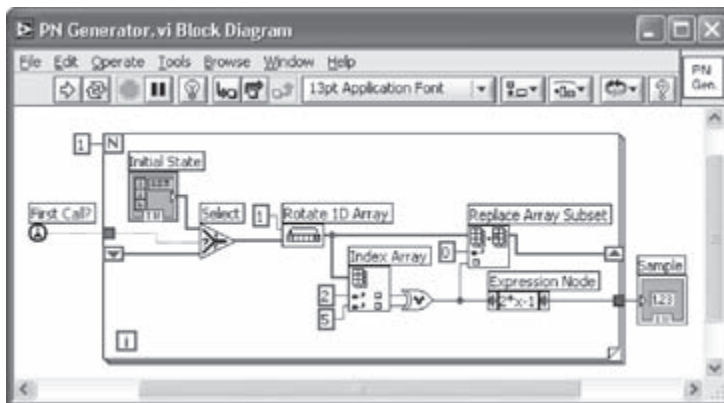 PN Generator.vi Block Diagram
File Edit Operate Tools Browse Window Help
13pt Application Font
PN
Gen.
1 N
Initial State
First Call?
Select
1
Rotate 1D Array
Replace Array Subset
Index Array
0
2
5
Expression Node
2*x-1
Sample
1.23
i